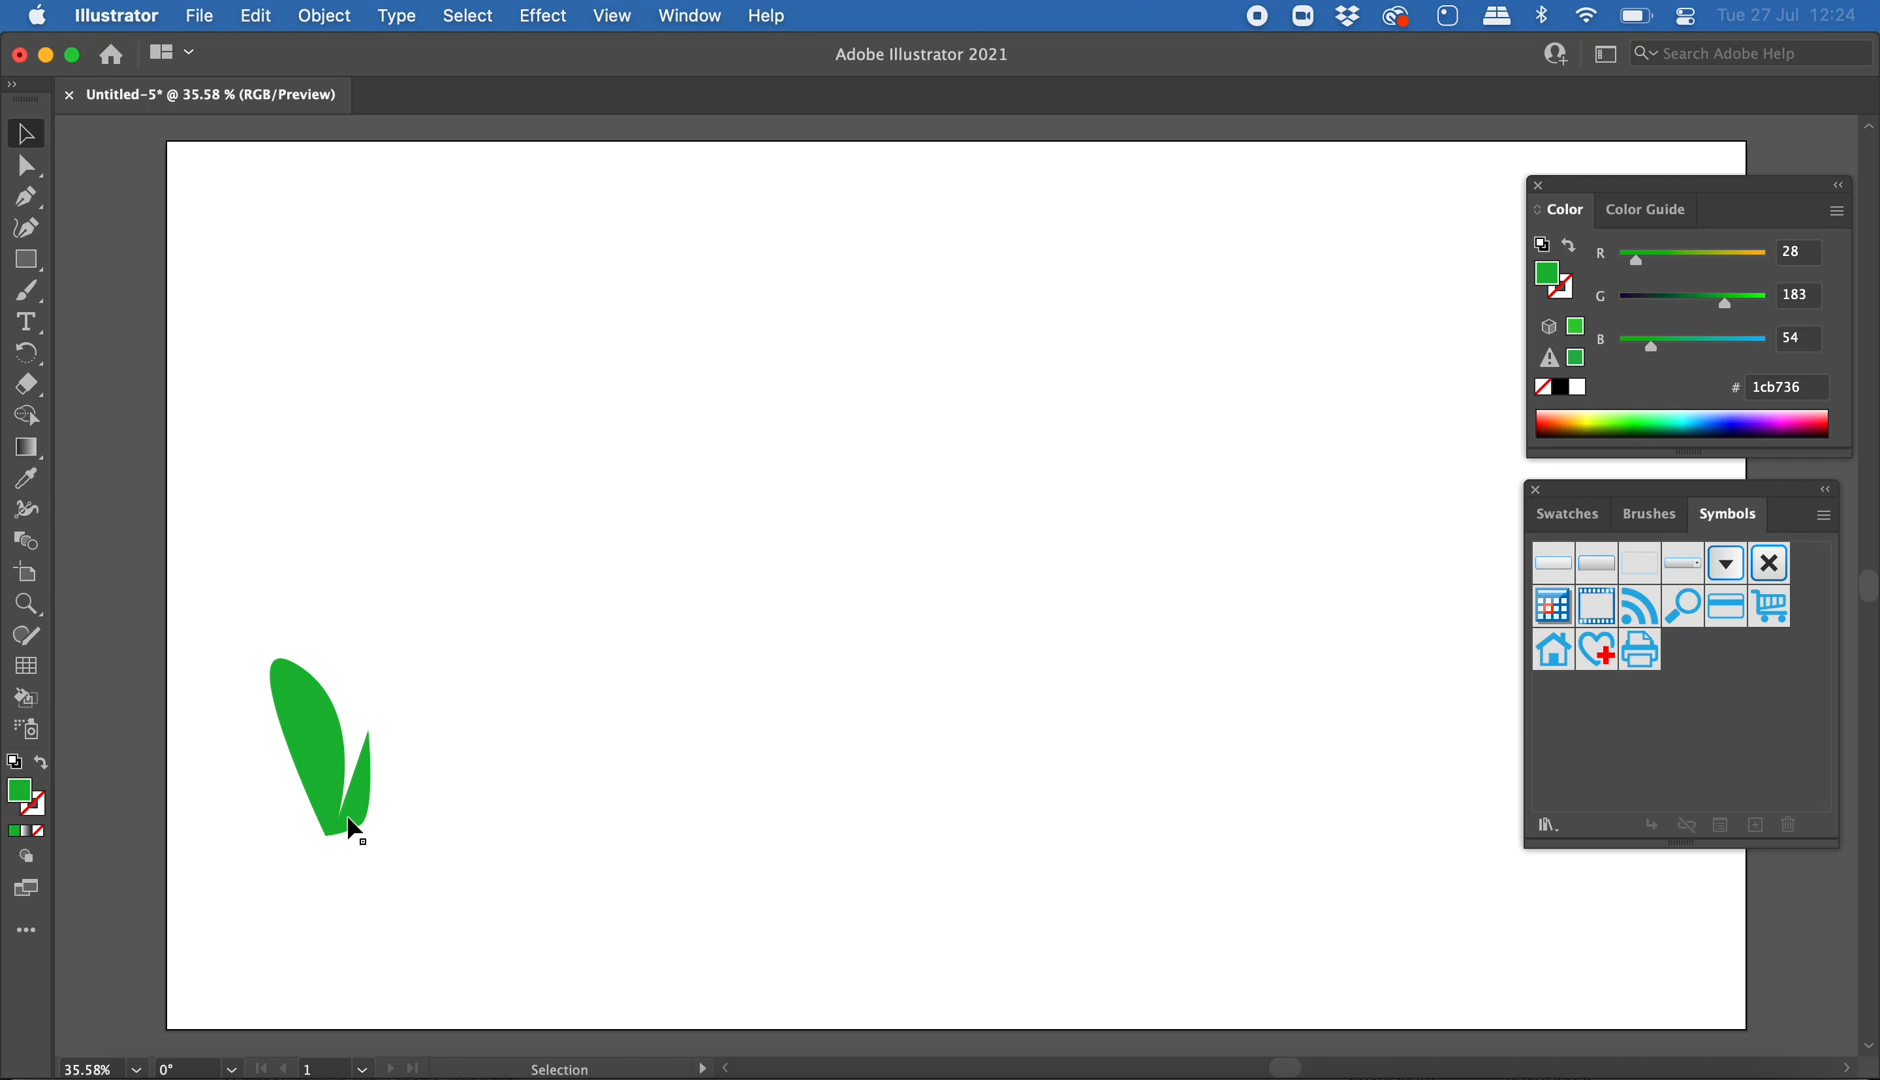 Illustrator File Edit Object Type Select Effect View Window Help Tue 27 Jul 12:24
Adobe Illustrator 2021
Search Adobe Help
× Untitled-5* @ 35.58 % (RGB/Preview)
Color Color Guide
R 28
G 183
B 54
# 1cb736
Swatches Brushes Symbols
35.58% 0° 1 Selection